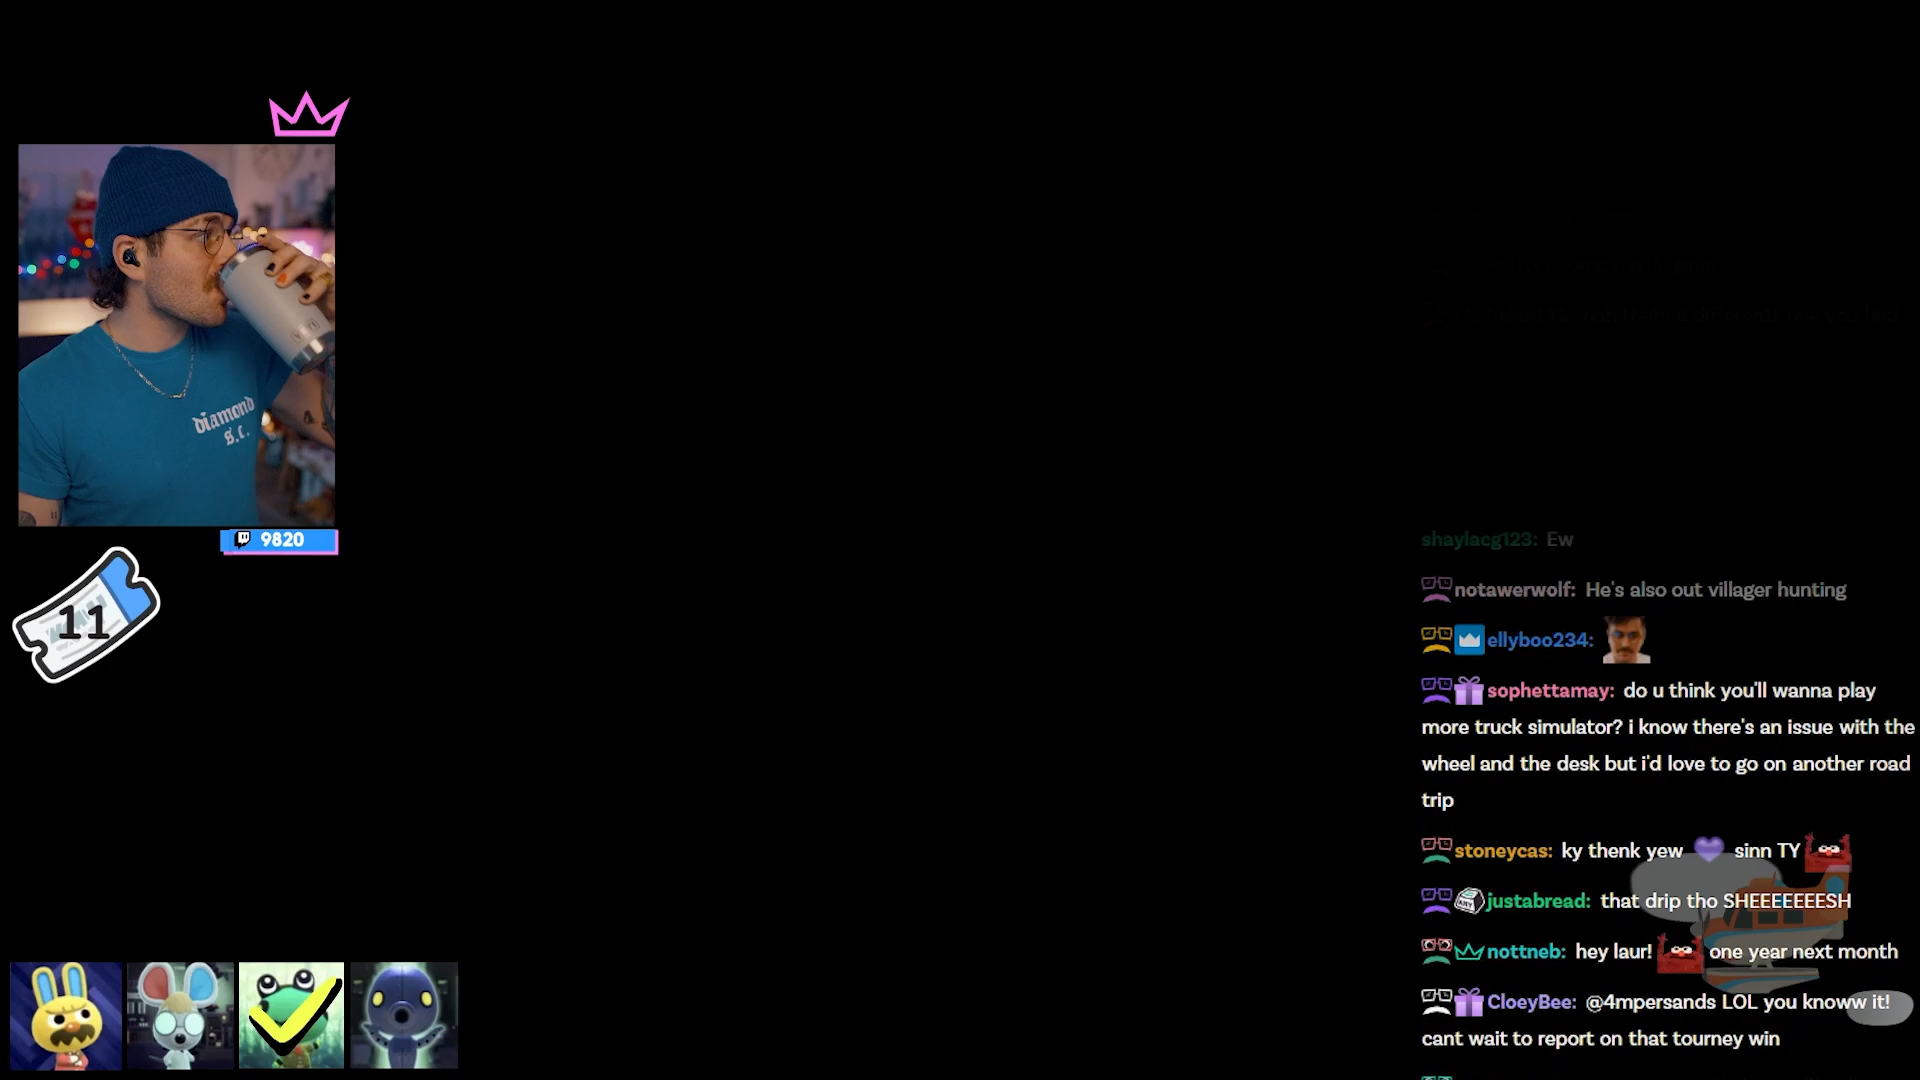 diamond
s.c.
9820
11
shaylacg123: Ew
notawerwolf: He's also out villager hunting
ellyboo234:
sophettamay: do u think you'll wanna play
more truck simulator? i know there's an issue with the
wheel and the desk but i'd love to go on another road
trip
stoneycas: ky thenk yew 💜 sinn TY
justabread: that drip tho SHEEEEEEESH
nottneb: hey laur! one year next month
CloeyBee: @4mpersands LOL you knoww it!
cant wait to report on that tourney win